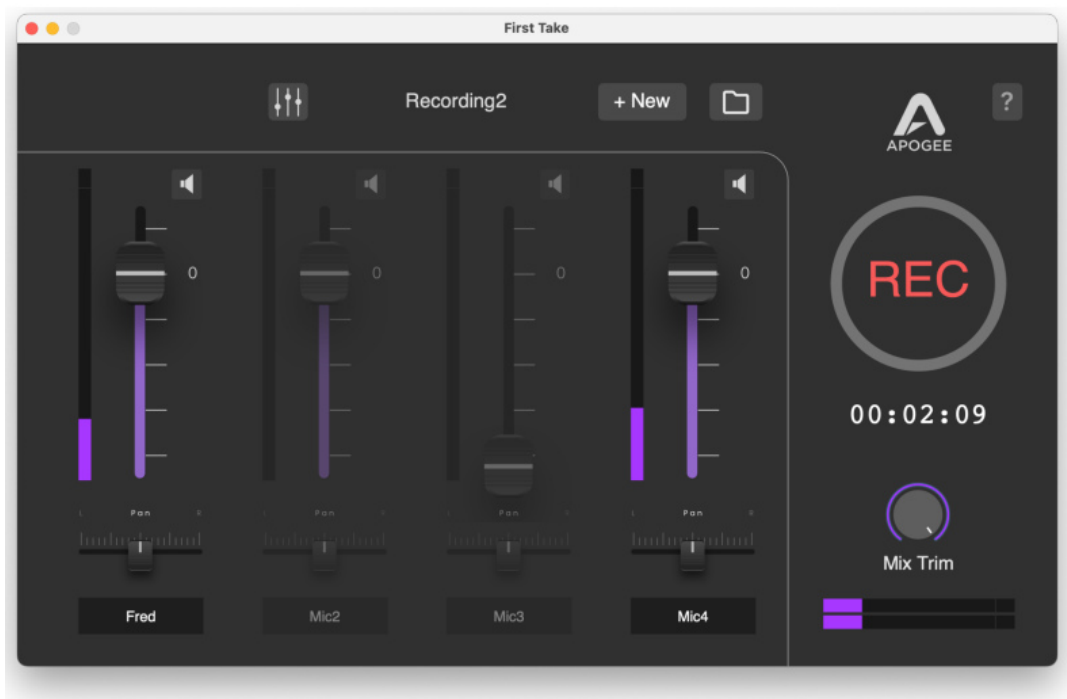 First Take
Recording2
+ New
?
APOGEE
0
0
0
0
REC
00:02:09
L Pan R
L Pan R
L Pan R
L Pan R
Mix Trim
Fred
Mic2
Mic3
Mic4